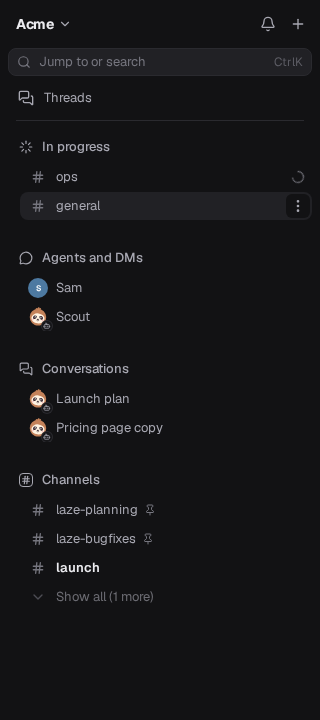 Acme
Jump to or search CtrlK
Threads
In progress
ops
general
Agents and DMs
S Sam
Scout
Conversations
Launch plan
Pricing page copy
Channels
laze-planning
laze-bugfixes
launch
Show all (1 more)